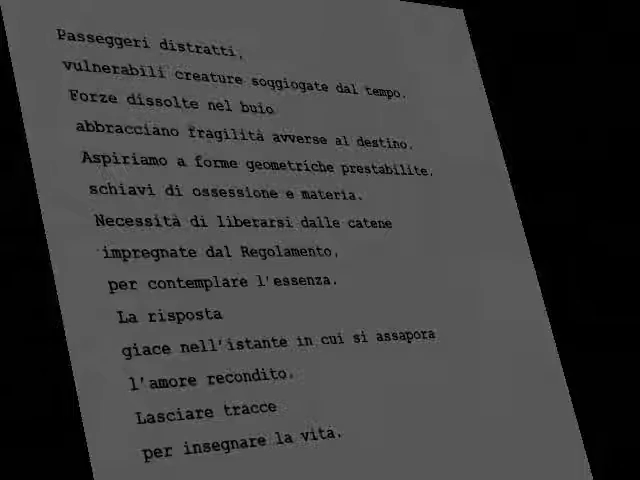 Passeggeri distratti,
vulnerabili creature soggiogate dal tempo.
Forze dissolte nel buio
abbracciano fragilità avverse al destino.
Aspiriamo a forme geometriche prestabilite,
schiavi di ossessione e materia.
Necessità di liberarsi dalle catene
impregnate dal Regolamento,
per contemplare l'essenza.
La risposta
giace nell'istante in cui si assapora
l'amore recondito.
Lasciare tracce
per insegnare la vita.